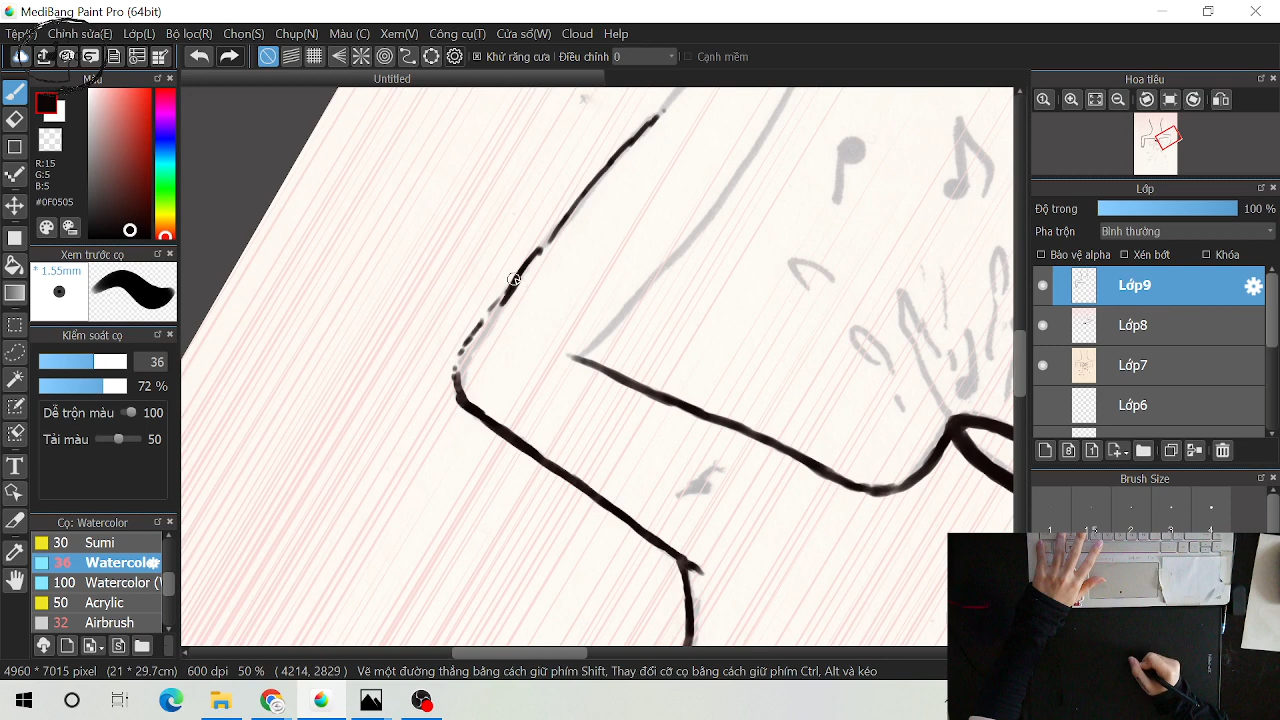 MediBang Paint Pro (64bit)
Tệp( Chỉnh sửa(E) Lớp(L) Bộ lọc(R) Chọn(S) Chụp(N) Màu (C) Xem(V) Công cụ(T) Cửa sổ(W) Cloud Help
Khử răng cưa Điều chỉnh 0 Cạnh mềm
Untitled
R:15
G:5
B:5
#0F0505
Xem trước cọ
* 1.55mm
Kiểm soát cọ
36
72 %
Dễ trộn màu 100
Tải màu 50
Cọ: Watercolor
30 Sumi
36 Watercolor
100 Watercolor (
50 Acrylic
32 Airbrush
Hoa tiêu
Lớp
Độ trong 100 %
Pha trộn Bình thường
Bảo vệ alpha Xén bớt Khóa
Lớp9
Lớp8
Lớp7
Lớp6
Brush Size
1 1.5 2 3 4
4960 * 7015 pixel (21 * 29.7cm) 600 dpi 50 % ( 4214, 2829 ) Vẽ một đường thẳng bằng cách giữ phím Shift, Thay đổi cỡ cọ bằng cách giữ phím Ctrl, Alt và kéo